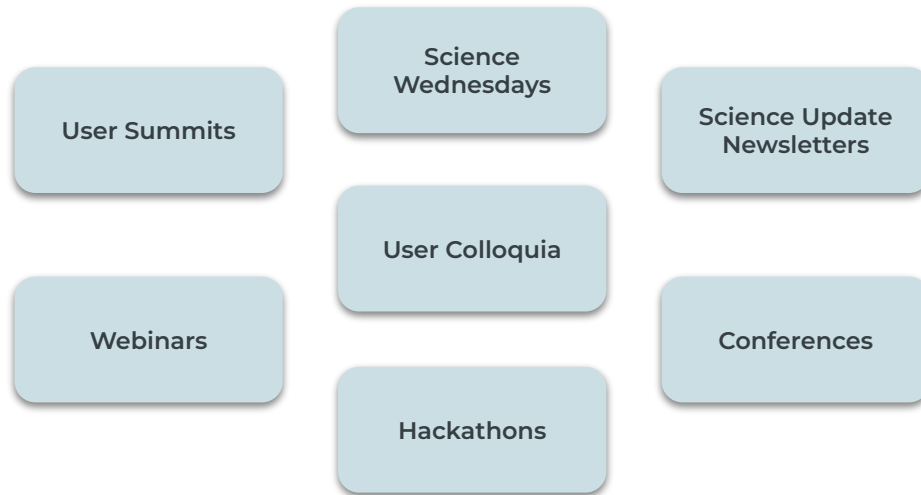 Science
Wednesdays
User Summits
Science Update
Newsletters
User Colloquia
Webinars
Conferences
Hackathons